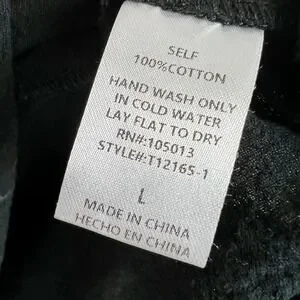 SELF
100%COTTON
HAND WASH ONLY
IN COLD WATER
LAY FLAT TO DRY
RN#:105013
STYLE#:T12165-1
L
MADE IN CHINA
HECHO EN CHINA